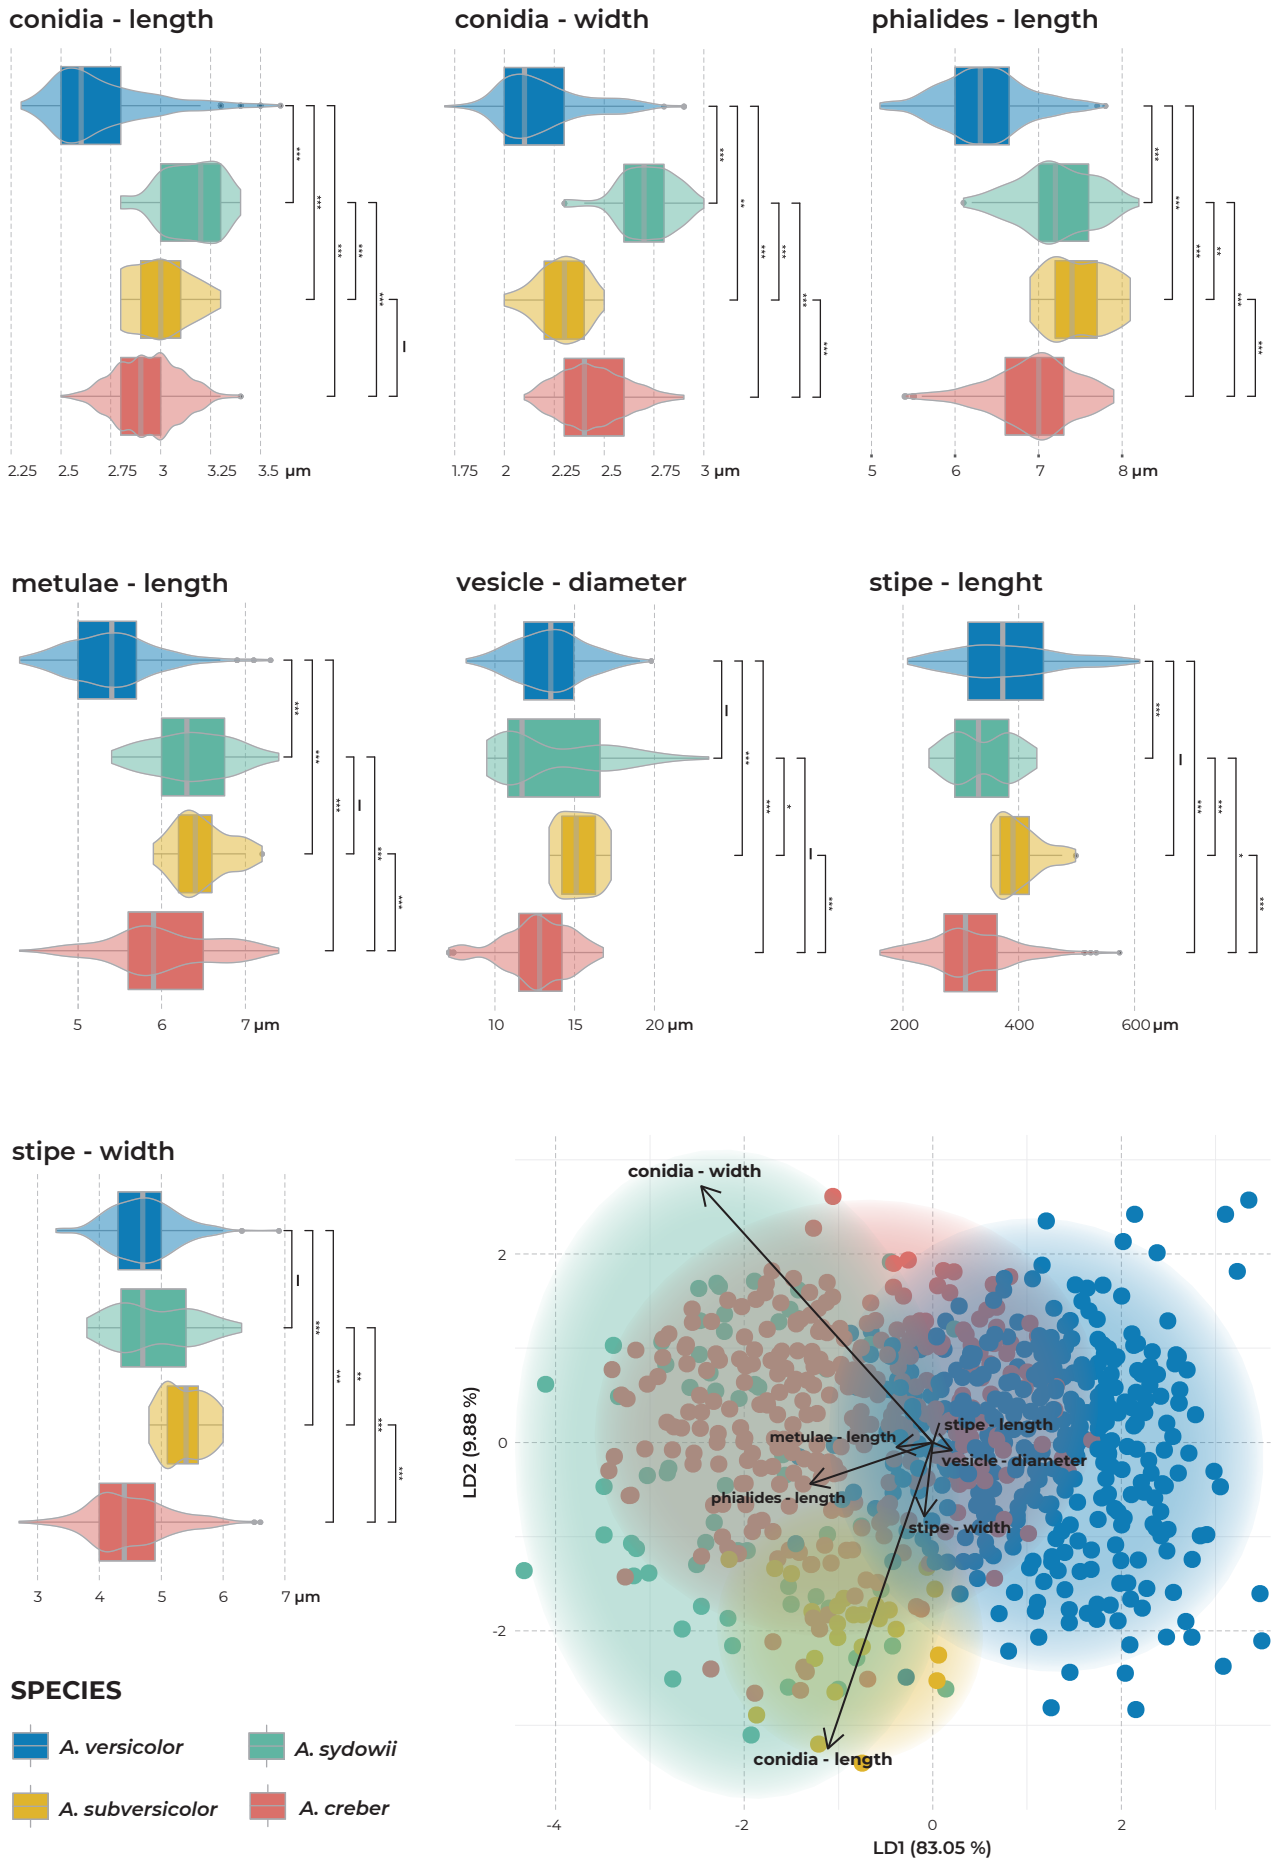 conidia - length
conidia - width
phialides - length
***
***
***
***
***
–
***
**
***
***
***
***
***
***
***
**
***
***
2.25 2.5 2.75 3 3.25 3.5 µm
1.75 2 2.25 2.5 2.75 3 µm
5 6 7 8 µm
metulae - length
vesicle - diameter
stipe - lenght
***
***
***
–
***
***
–
***
***
*
–
***
***
–
***
***
*
***
5 6 7 µm
10 15 20 µm
200 400 600 µm
stipe - width
–
***
***
**
***
***
3 4 5 6 7 µm
conidia - width
stipe - length
metulae - length
vesicle - diameter
phialides - length
stipe - width
conidia - length
2
0
-2
LD2 (9.88 %)
-4 -2 0 2
LD1 (83.05 %)
SPECIES
A. versicolor
A. sydowii
A. subversicolor
A. creber